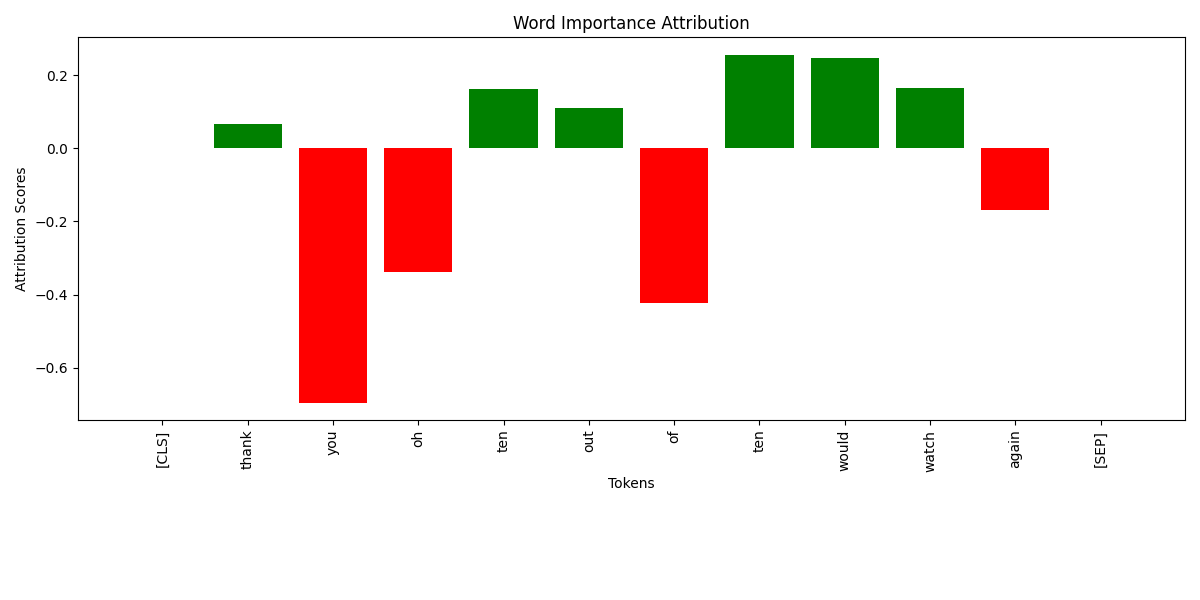 Word Importance Attribution
Attribution Scores
0.2
0.0
−0.2
−0.4
−0.6
[CLS]
thank
you
oh
ten
out
of
ten
would
watch
again
[SEP]
Tokens